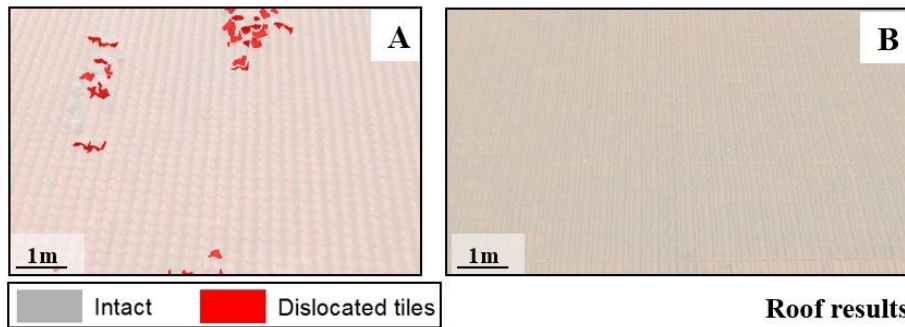 A
B
1m
1m
Intact
Dislocated tiles
Roof results